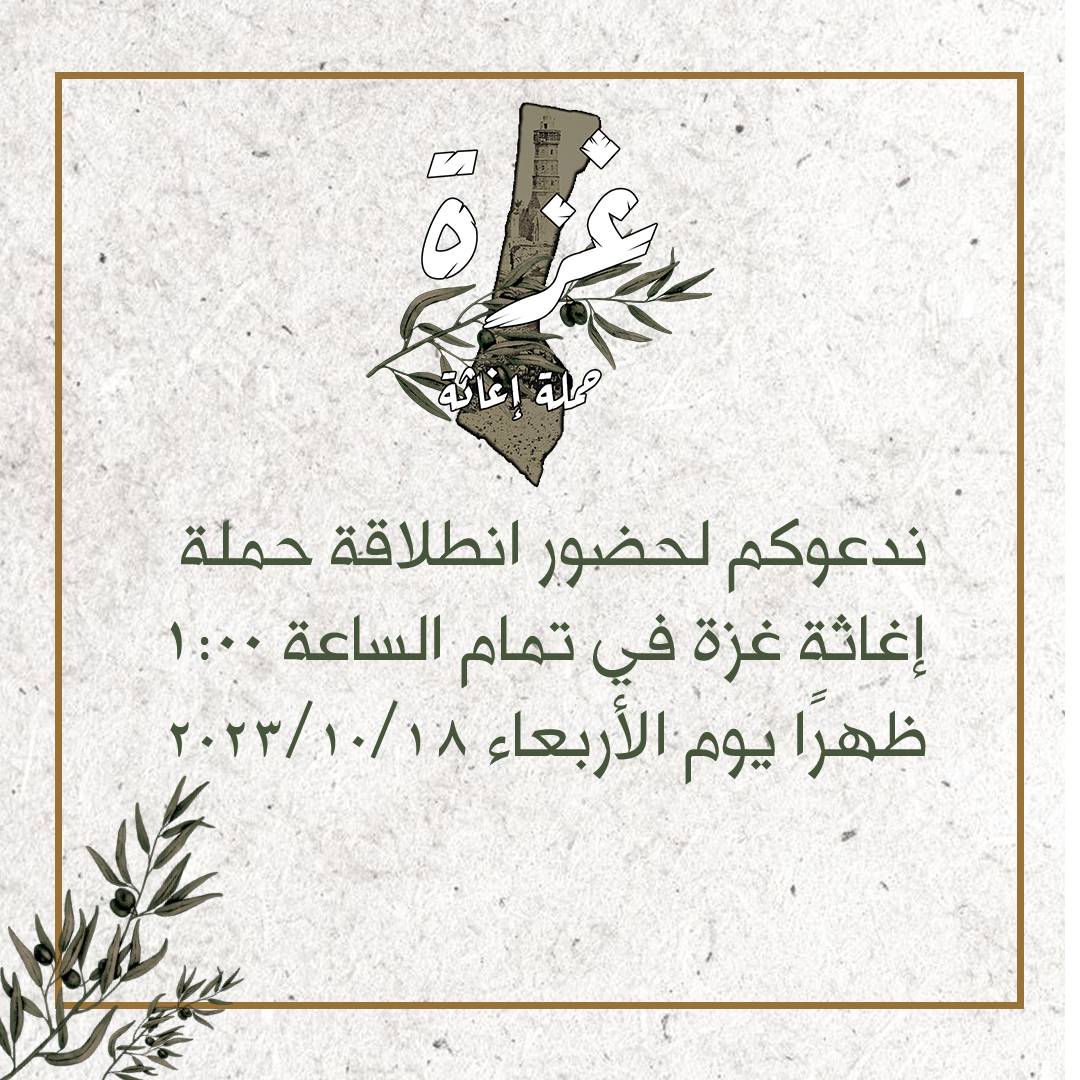 غزة
حملة إغاثة
ندعوكم لحضور انطلاقة حملة
إغاثة غزة في تمام الساعة ١:٠٠
ظهرًا يوم الأربعاء ٢٠٢٣/١٠/١٨